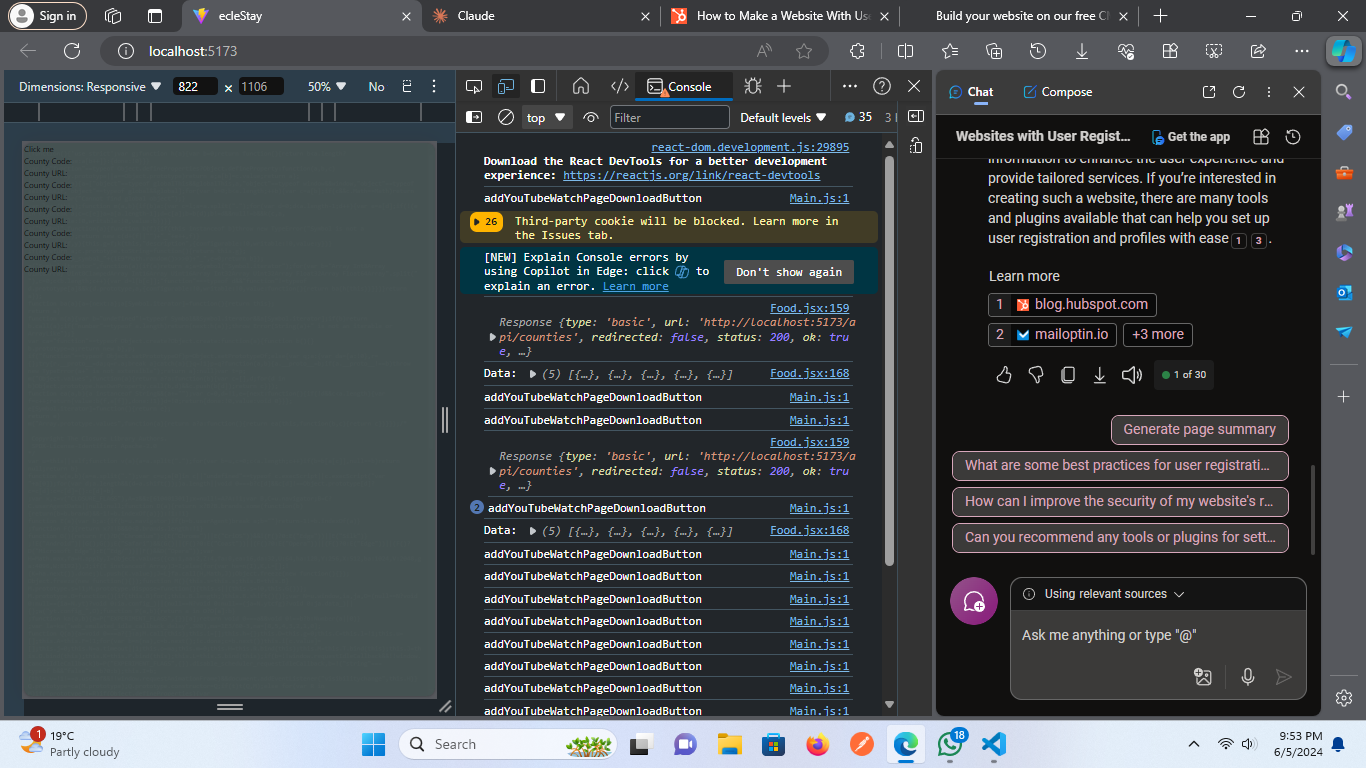 Sign in
ecleStay
Claude
How to Make a Website With Us
Build your website on our free C
localhost:5173
Dimensions: Responsive
822
x
1106
50%
No
Console
top
Filter
Default levels
35
3
Click me
County Code:
County URL:
County Code:
County URL:
County Code:
County URL:
County Code:
County URL:
County Code:
County URL:
react-dom.development.js:29895
Download the React DevTools for a better development
experience: https://reactjs.org/link/react-devtools
addYouTubeWatchPageDownloadButton Main.js:1
26 Third-party cookie will be blocked. Learn more in
the Issues tab.
[NEW] Explain Console errors by
using Copilot in Edge: click to
explain an error. Learn more
Don't show again
Food.jsx:159
Response {type: 'basic', url: 'http://localhost:5173/a
pi/counties', redirected: false, status: 200, ok: tru
e, …}
Data: (5) [{…}, {…}, {…}, {…}, {…}] Food.jsx:168
addYouTubeWatchPageDownloadButton Main.js:1
addYouTubeWatchPageDownloadButton Main.js:1
Food.jsx:159
Response {type: 'basic', url: 'http://localhost:5173/a
pi/counties', redirected: false, status: 200, ok: tru
e, …}
2 addYouTubeWatchPageDownloadButton Main.js:1
Data: (5) [{…}, {…}, {…}, {…}, {…}] Food.jsx:168
addYouTubeWatchPageDownloadButton Main.js:1
addYouTubeWatchPageDownloadButton Main.js:1
addYouTubeWatchPageDownloadButton Main.js:1
addYouTubeWatchPageDownloadButton Main.js:1
addYouTubeWatchPageDownloadButton Main.js:1
addYouTubeWatchPageDownloadButton Main.js:1
addYouTubeWatchPageDownloadButton Main.js:1
addYouTubeWatchPageDownloadButton Main.js:1
Chat
Compose
Websites with User Regist...
Get the app
information to enhance the user experience and
provide tailored services. If you're interested in
creating such a website, there are many tools
and plugins available that can help you set up
user registration and profiles with ease 1 3 .
Learn more
1 blog.hubspot.com
2 mailoptin.io
+3 more
1 of 30
Generate page summary
What are some best practices for user registrati...
How can I improve the security of my website's r...
Can you recommend any tools or plugins for sett...
Using relevant sources
Ask me anything or type "@"
1
19°C
Partly cloudy
Search
18
9:53 PM
6/5/2024